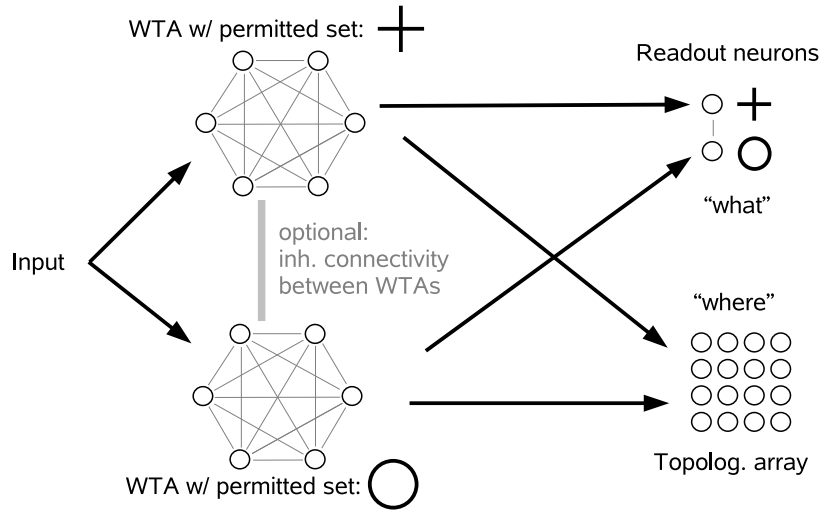 WTA w/ permitted set:
Readout neurons
“what”
Input
optional:
inh. connectivity
between WTAs
“where”
Topolog. array
WTA w/ permitted set: